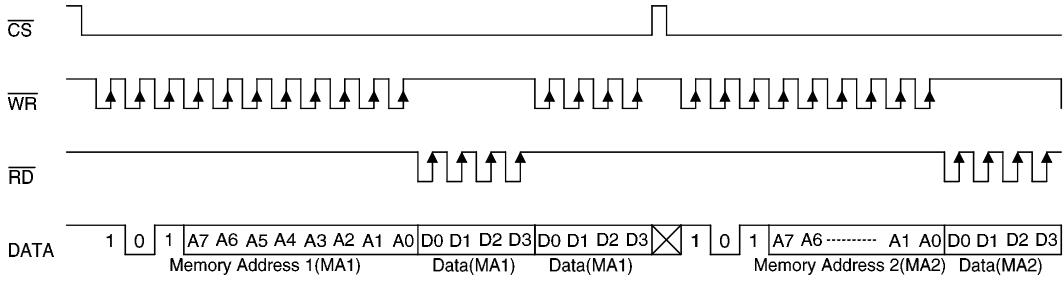 CS
WR
RD
DATA 1 0 1 A7 A6 A5 A4 A3 A2 A1 A0 D0 D1 D2 D3 D0 D1 D2 D3 1 0 1 A7 A6 --------- A1 A0 D0 D1 D2 D3
Memory Address 1(MA1) Data(MA1) Data(MA1) Memory Address 2(MA2) Data(MA2)